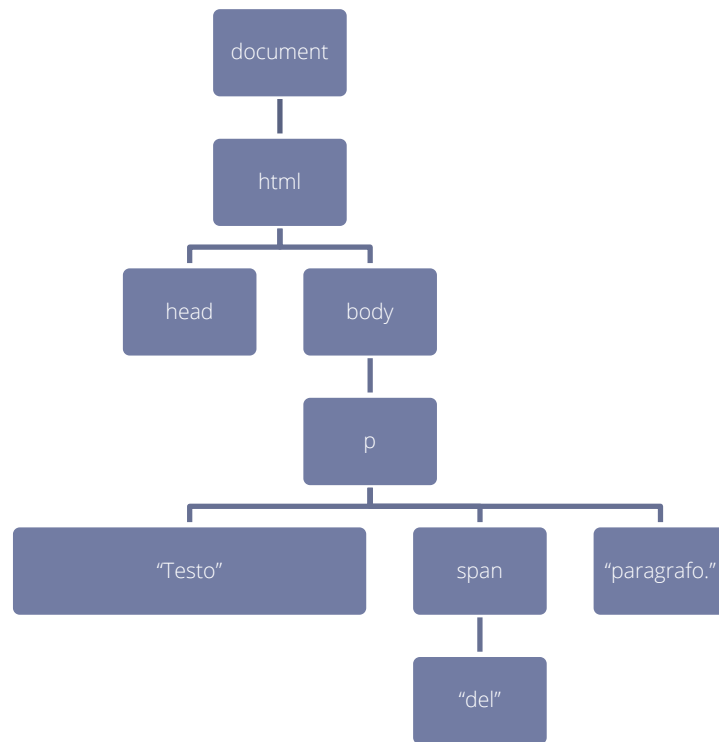 document
html
head
body
p
“Testo”
span
“paragrafo.”
“del”